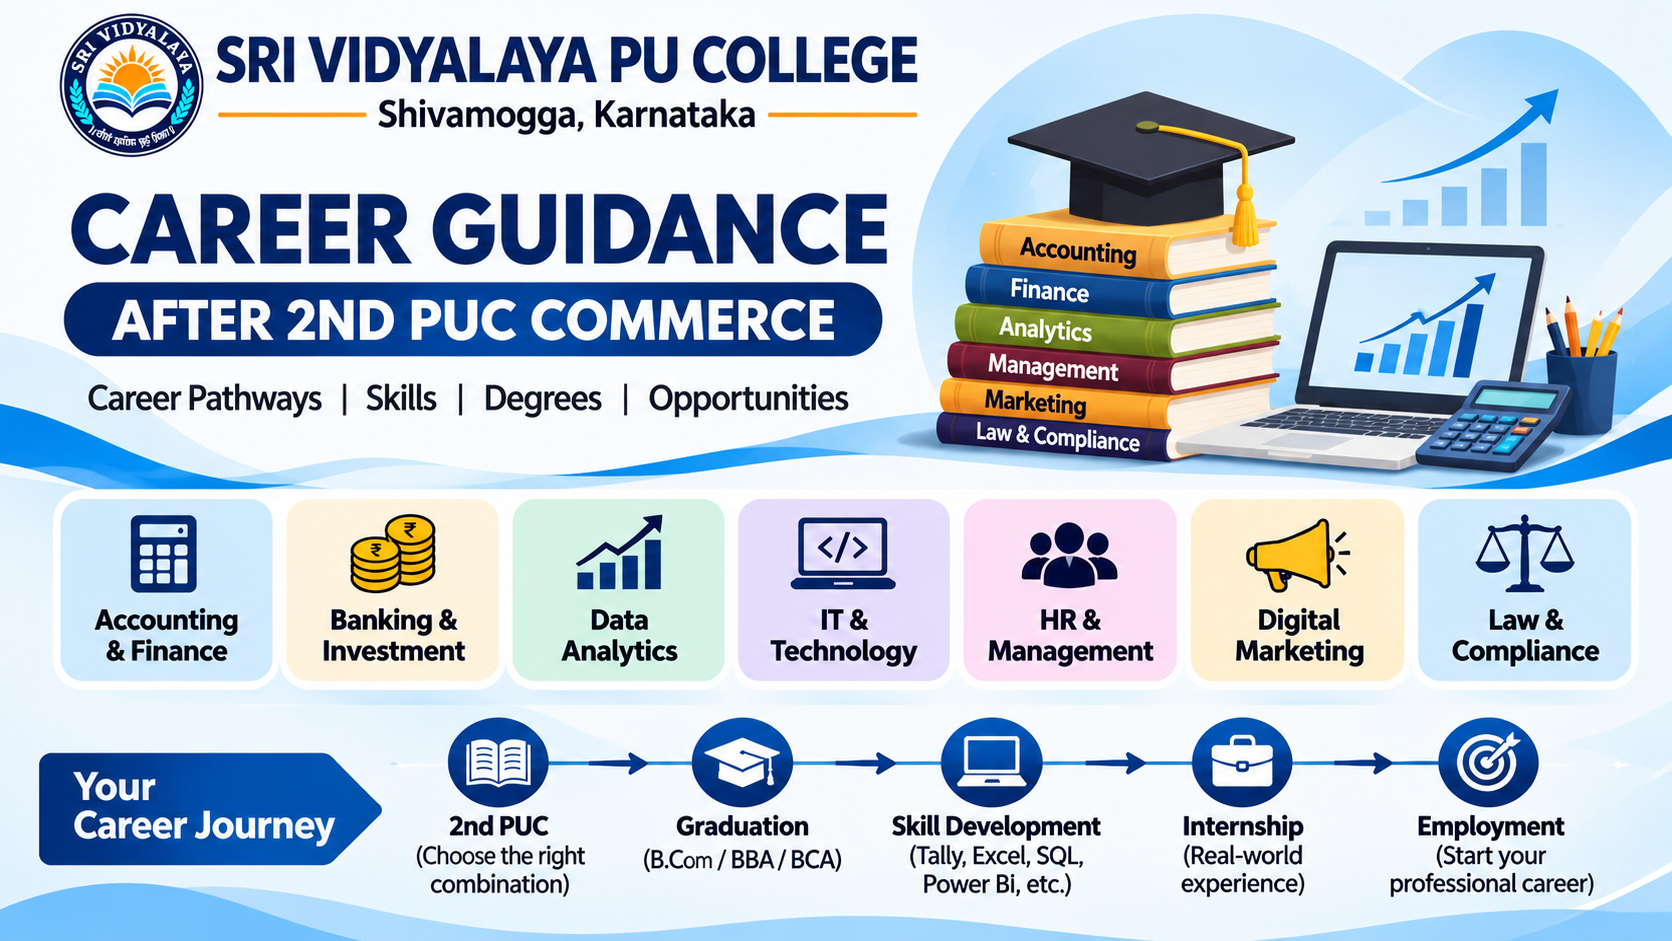 SRI VIDYALAYA
SRI VIDYALAYA PU COLLEGE
Shivamogga, Karnataka
CAREER GUIDANCE
AFTER 2ND PUC COMMERCE
Career Pathways | Skills | Degrees | Opportunities
Accounting
Finance
Analytics
Management
Marketing
Law & Compliance
₹
₹
Accounting
& Finance
Banking &
Investment
Data
Analytics
</>
IT &
Technology
HR &
Management
Digital
Marketing
Law &
Compliance
Your
Career Journey
2nd PUC
(Choose the right
combination)
Graduation
(B.Com / BBA / BCA)
Skill Development
(Tally, Excel, SQL,
Power Bi, etc.)
Internship
(Real-world
experience)
Employment
(Start your
professional career)